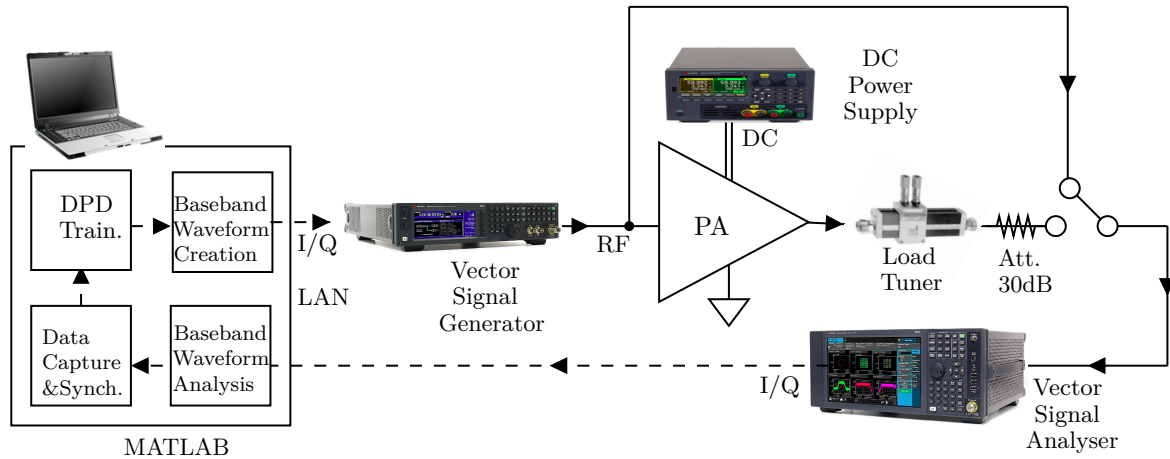 DC
Power
Supply
DC
DPD
Train.
Baseband
Waveform
Creation
I/Q
LAN
Vector
Signal
Generator
RF
PA
Load
Tuner
Att.
30dB
Data
Capture
&Synch.
Baseband
Waveform
Analysis
I/Q
Vector
Signal
Analyser
MATLAB